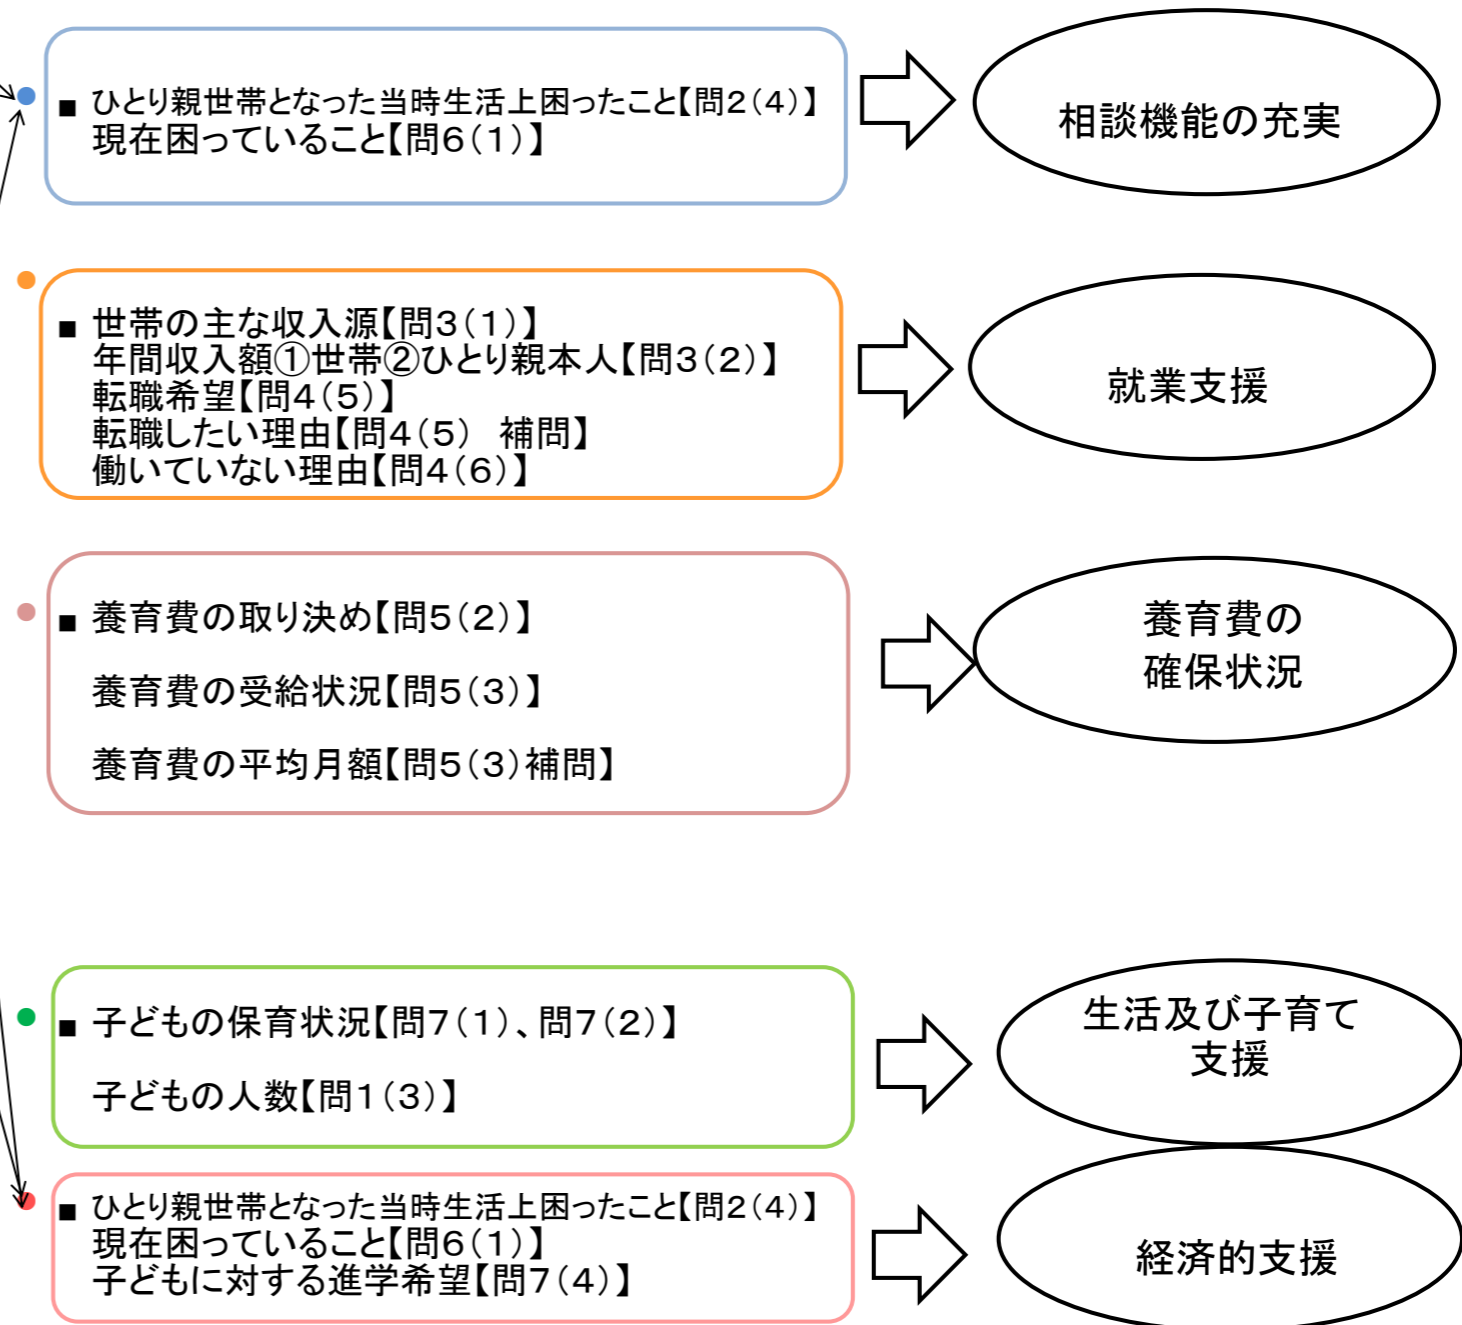 ■ ひとり親世帯となった当時生活上困ったこと【問2(4)】
現在困っていること【問6(1)】
相談機能の充実
■ 世帯の主な収入源【問3(1)】
年間収入額①世帯②ひとり親本人【問3(2)】
転職希望【問4(5)】
転職したい理由【問4(5)　補問】
働いていない理由【問4(6)】
就業支援
■ 養育費の取り決め【問5(2)】
養育費の受給状況【問5(3)】
養育費の平均月額【問5(3)補問】
養育費の
確保状況
■ 子どもの保育状況【問7(1)、問7(2)】
子どもの人数【問1(3)】
生活及び子育て
支援
■ ひとり親世帯となった当時生活上困ったこと【問2(4)】
現在困っていること【問6(1)】
子どもに対する進学希望【問7(4)】
経済的支援